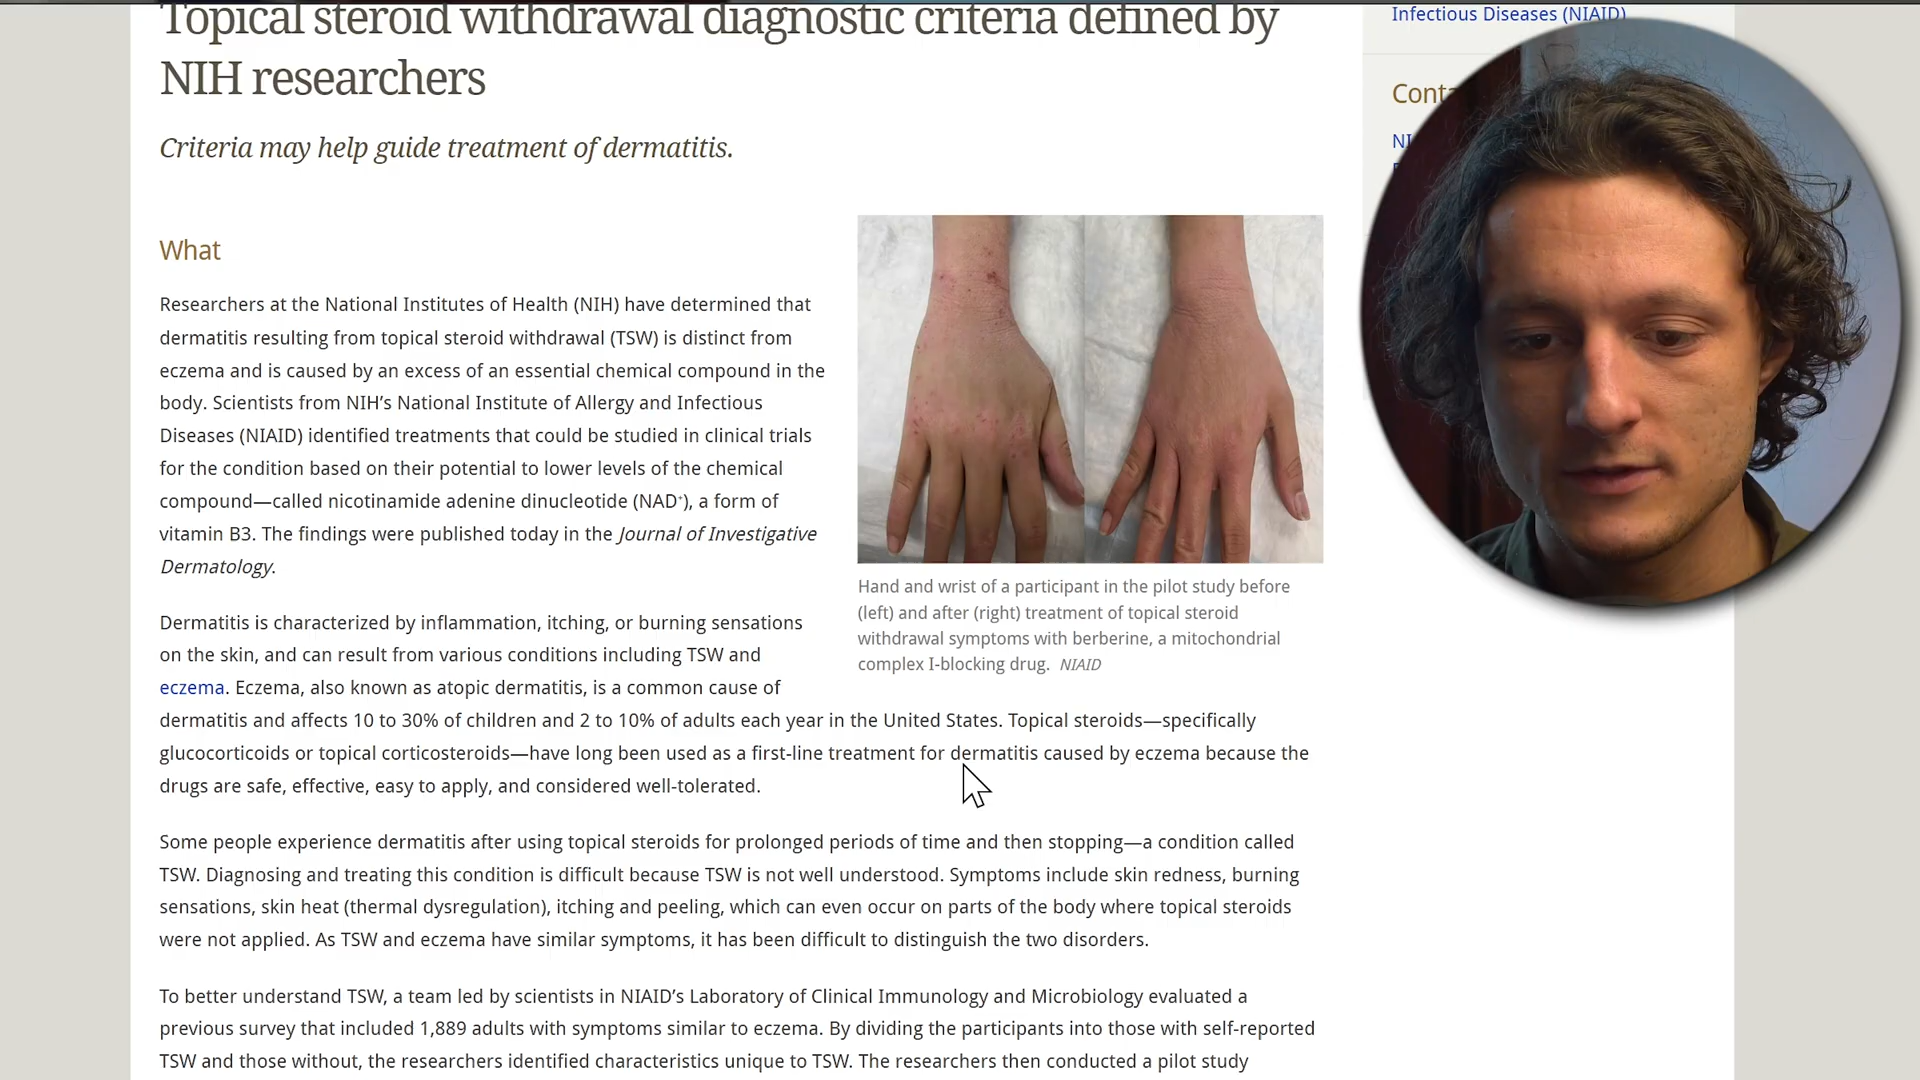 Topical steroid withdrawal diagnostic criteria defined by
NIH researchers
Criteria may help guide treatment of dermatitis.
What
Researchers at the National Institutes of Health (NIH) have determined that
dermatitis resulting from topical steroid withdrawal (TSW) is distinct from
eczema and is caused by an excess of an essential chemical compound in the
body. Scientists from NIH’s National Institute of Allergy and Infectious
Diseases (NIAID) identified treatments that could be studied in clinical trials
for the condition based on their potential to lower levels of the chemical
compound—called nicotinamide adenine dinucleotide (NAD⁺), a form of
vitamin B3. The findings were published today in the Journal of Investigative
Dermatology.
Hand and wrist of a participant in the pilot study before
(left) and after (right) treatment of topical steroid
withdrawal symptoms with berberine, a mitochondrial
complex I-blocking drug. NIAID
Dermatitis is characterized by inflammation, itching, or burning sensations
on the skin, and can result from various conditions including TSW and
eczema. Eczema, also known as atopic dermatitis, is a common cause of
dermatitis and affects 10 to 30% of children and 2 to 10% of adults each year in the United States. Topical steroids—specifically
glucocorticoids or topical corticosteroids—have long been used as a first-line treatment for dermatitis caused by eczema because the
drugs are safe, effective, easy to apply, and considered well-tolerated.
Some people experience dermatitis after using topical steroids for prolonged periods of time and then stopping—a condition called
TSW. Diagnosing and treating this condition is difficult because TSW is not well understood. Symptoms include skin redness, burning
sensations, skin heat (thermal dysregulation), itching and peeling, which can even occur on parts of the body where topical steroids
were not applied. As TSW and eczema have similar symptoms, it has been difficult to distinguish the two disorders.
To better understand TSW, a team led by scientists in NIAID’s Laboratory of Clinical Immunology and Microbiology evaluated a
previous survey that included 1,889 adults with symptoms similar to eczema. By dividing the participants into those with self-reported
TSW and those without, the researchers identified characteristics unique to TSW. The researchers then conducted a pilot study
Infectious Diseases (NIAID)